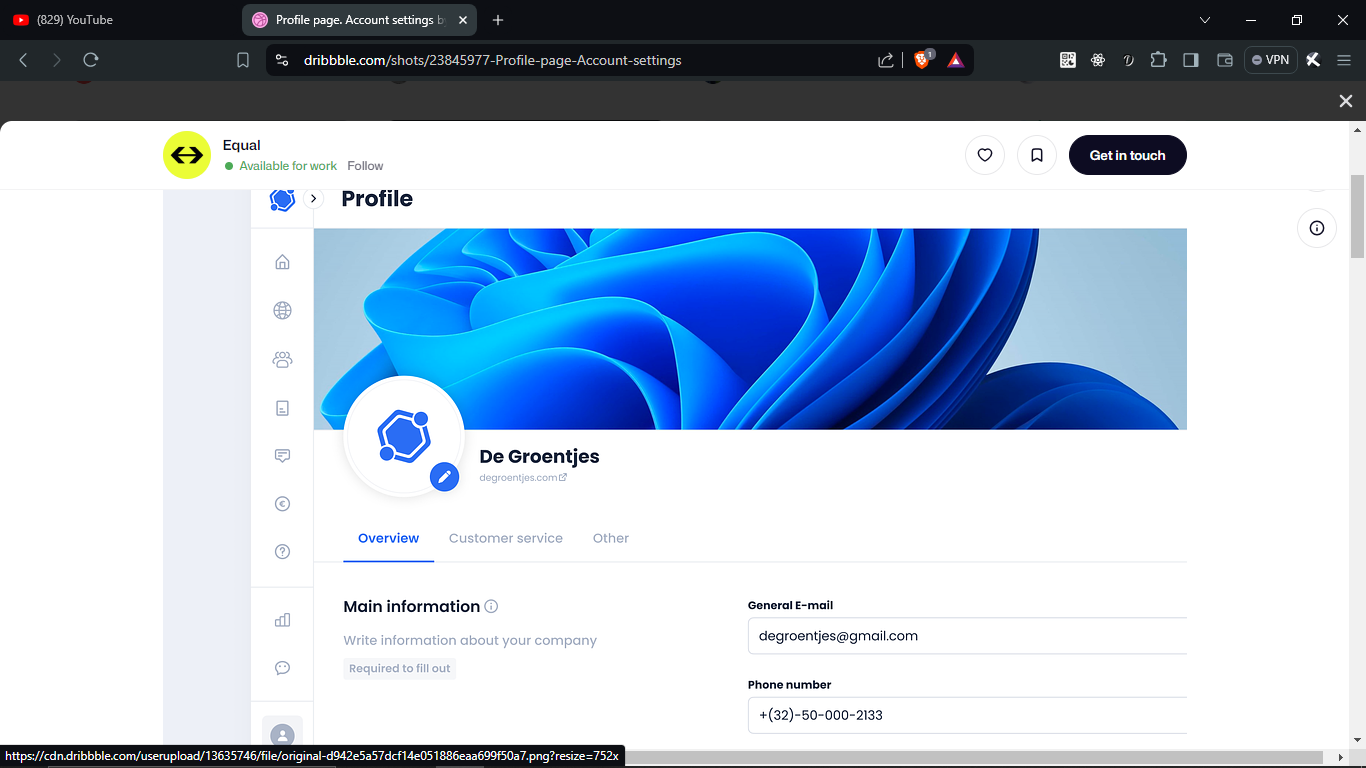 (829) YouTube
Profile page. Account settings b
dribbble.com/shots/23845977-Profile-page-Account-settings
1
VPN
Equal
Available for work Follow
Get in touch
Profile
De Groentjes
degroentjes.com
Overview Customer service Other
Main information
Write information about your company
Required to fill out
General E-mail
degroentjes@gmail.com
Phone number
+(32)-50-000-2133
https://cdn.dribbble.com/userupload/13635746/file/original-d942e5a57dcf14e051886eaa699f50a7.png?resize=752x